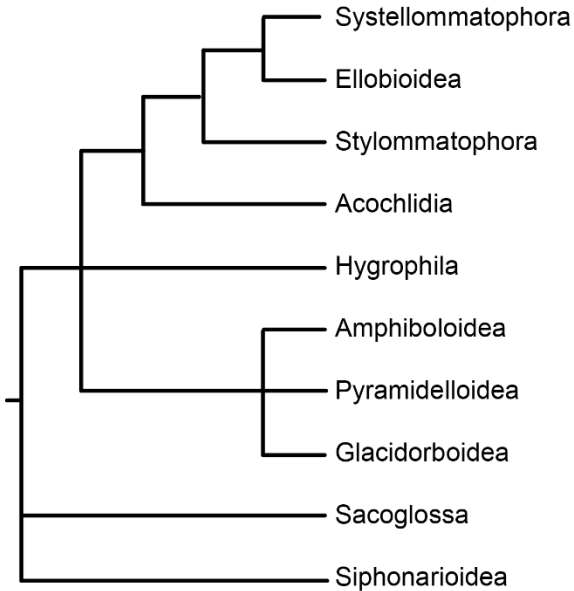 Systellommatophora
Ellobioidea
Stylommatophora
Acochlidia
Hygrophila
Amphiboloidea
Pyramidelloidea
Glacidorboidea
Sacoglossa
Siphonarioidea